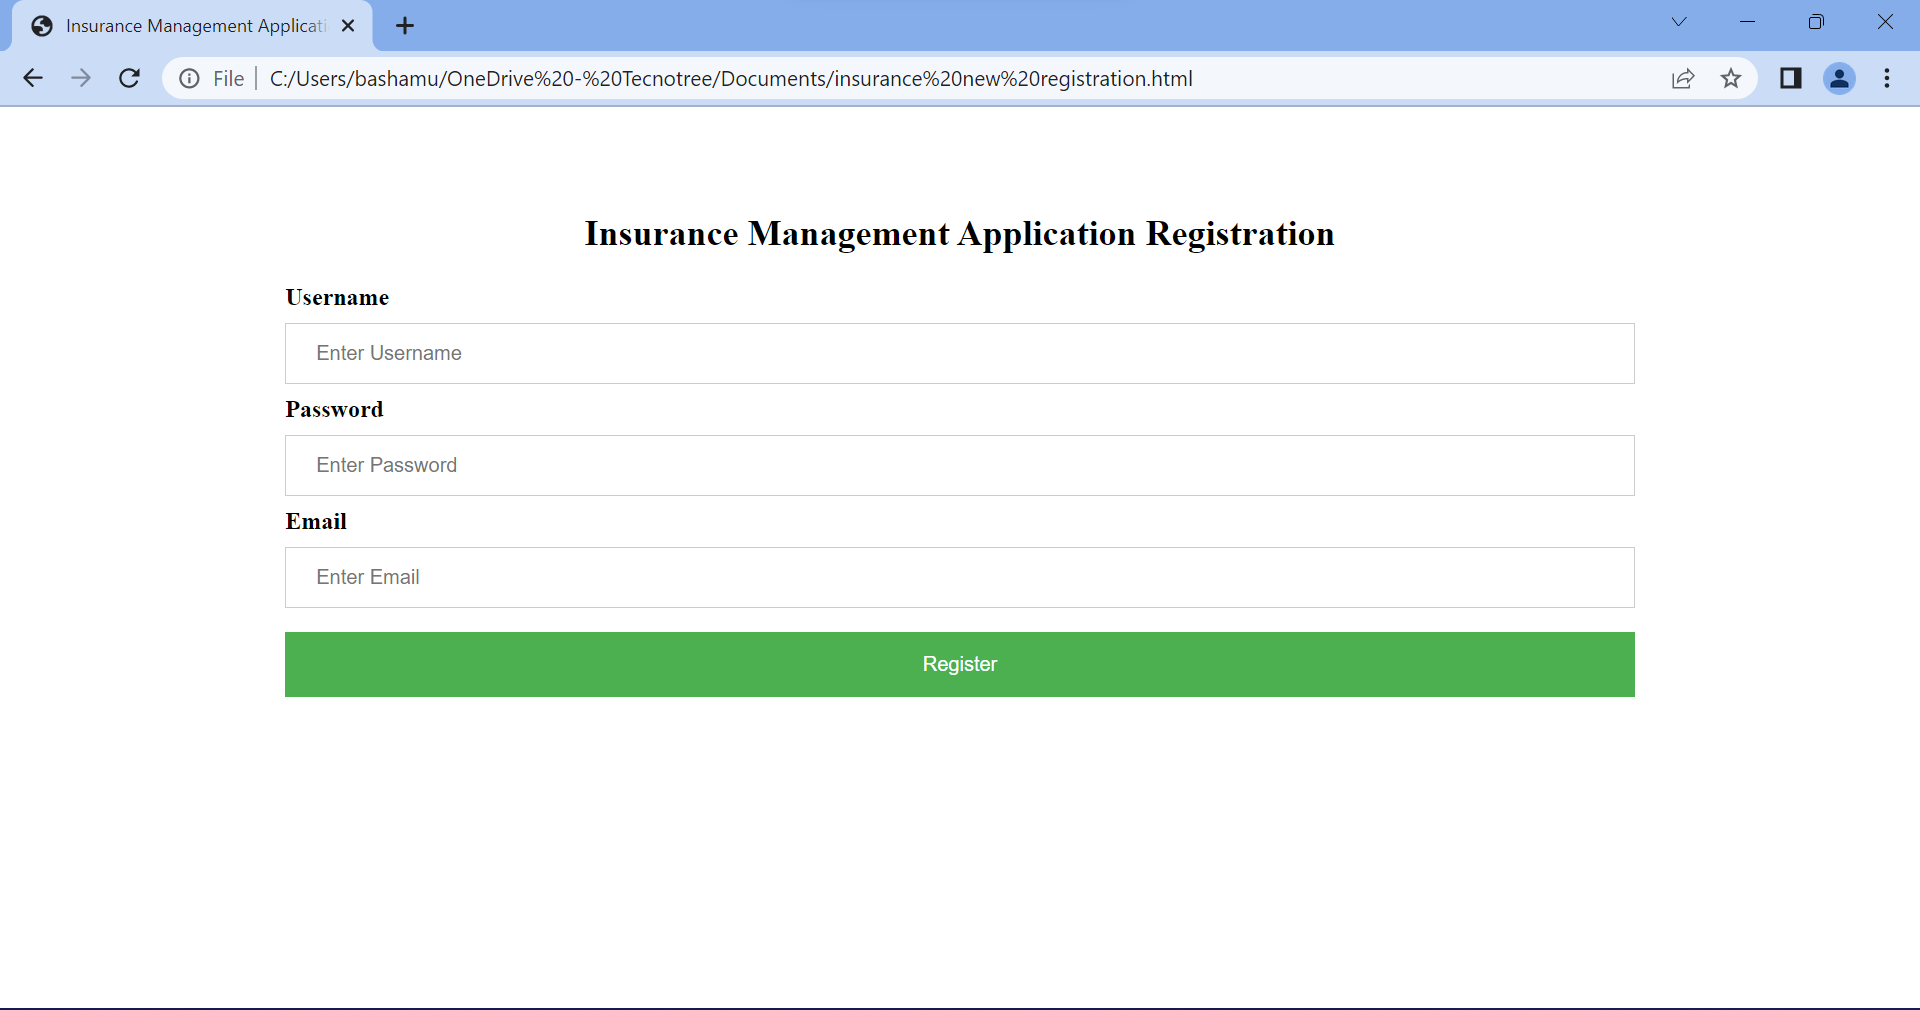 Insurance Management Applicati
File
C:/Users/bashamu/OneDrive%20-%20Tecnotree/Documents/insurance%20new%20registration.html
Insurance Management Application Registration
Username
Enter Username
Password
Enter Password
Email
Enter Email
Register